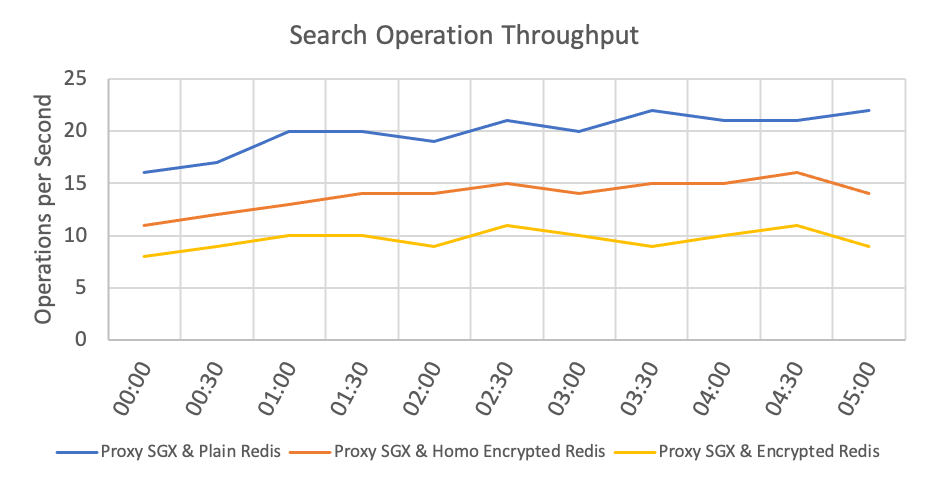 Search Operation Throughput
Operations per Second
25
20
15
10
5
0
00:00 00:30 01:00 01:30 02:00 02:30 03:00 03:30 04:00 04:30 05:00
Proxy SGX & Plain Redis Proxy SGX & Homo Encrypted Redis Proxy SGX & Encrypted Redis